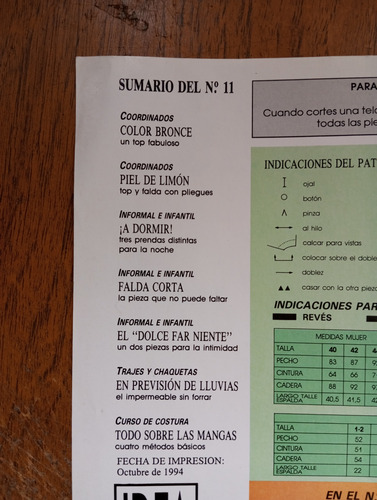 SUMARIO DEL N.º 11
COORDINADOS
COLOR BRONCE
un top fabuloso
COORDINADOS
PIEL DE LIMÓN
top y falda con pliegues
INFORMAL E INFANTIL
¡A DORMIR!
tres prendas distintas
para la noche
INFORMAL E INFANTIL
FALDA CORTA
la pieza que no puede faltar
INFORMAL E INFANTIL
EL "DOLCE FAR NIENTE"
un dos piezas para la intimidad
TRAJES Y CHAQUETAS
EN PREVISIÓN DE LLUVIAS
el impermeable sin forrar
CURSO DE COSTURA
TODO SOBRE LAS MANGAS
cuatro métodos básicos
FECHA DE IMPRESION:
Octubre de 1994
PARA
Cuando cortes una tela
todas las pie
INDICACIONES DEL PAT
ojal
botón
pinza
al hilo
calcar para vistas
colocar sobre el doble
doblez
casar con la otra pieza
INDICACIONES PAR
REVÉS
MEDIDAS MUJER
TALLA 40 42 4
PECHO 83 87 9
CINTURA 64 66 7
CADERA 88 92 9
LARGO TALLE ESPALDA 40,5 41,5 42
TALLA 1-2
PECHO 52
CINTURA 51
CADERA 54
LARGO TALLE ESPALDA 22
EN EL N